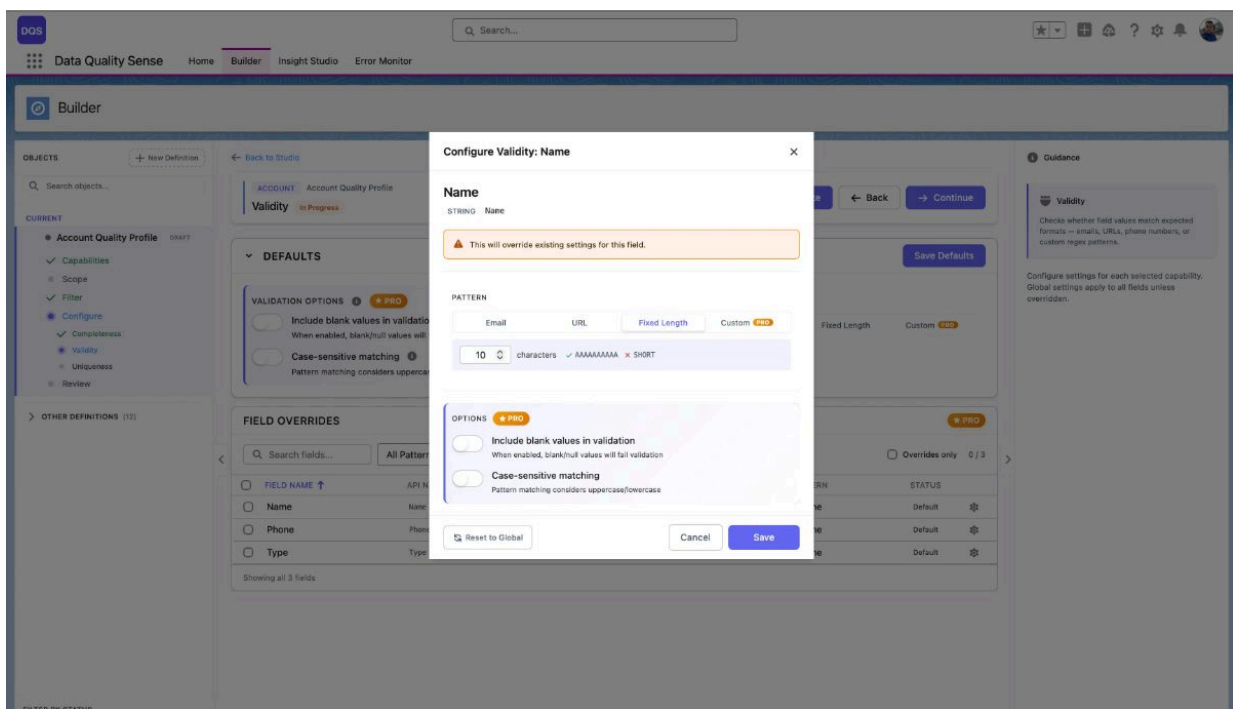 DQS
Search...
Data Quality Sense
Home
Builder
Insight Studio
Error Monitor
Builder
OBJECTS
+ New Definition
Search objects...
CURRENT
Account Quality Profile DRAFT
Capabilities
Scope
Filter
Configure
Completeness
Validity
Uniqueness
Review
OTHER DEFINITIONS (12)
← Back to Studio
ACCOUNT Account Quality Profile
Validity In Progress
← Back
→ Continue
DEFAULTS
Save Defaults
VALIDATION OPTIONS PRO
Include blank values in validatio
When enabled, blank/null values will
Case-sensitive matching
Pattern matching considers upperca
Fixed Length
Custom PRO
FIELD OVERRIDES
PRO
Search fields...
All Pattern
Overrides only 0 / 3
FIELD NAME ↑ API N RN STATUS
Name Name ne Default
Phone Phone ne Default
Type Type ne Default
Showing all 3 fields
Configure Validity: Name
Name
STRING Name
This will override existing settings for this field.
PATTERN
Email URL Fixed Length Custom PRO
10 characters ✓ AAAAAAAAAA × SHORT
OPTIONS PRO
Include blank values in validation
When enabled, blank/null values will fail validation
Case-sensitive matching
Pattern matching considers uppercase/lowercase
Reset to Global
Cancel
Save
Guidance
Validity
Checks whether field values match expected
formats — emails, URLs, phone numbers, or
custom regex patterns.
Configure settings for each selected capability.
Global settings apply to all fields unless
overridden.